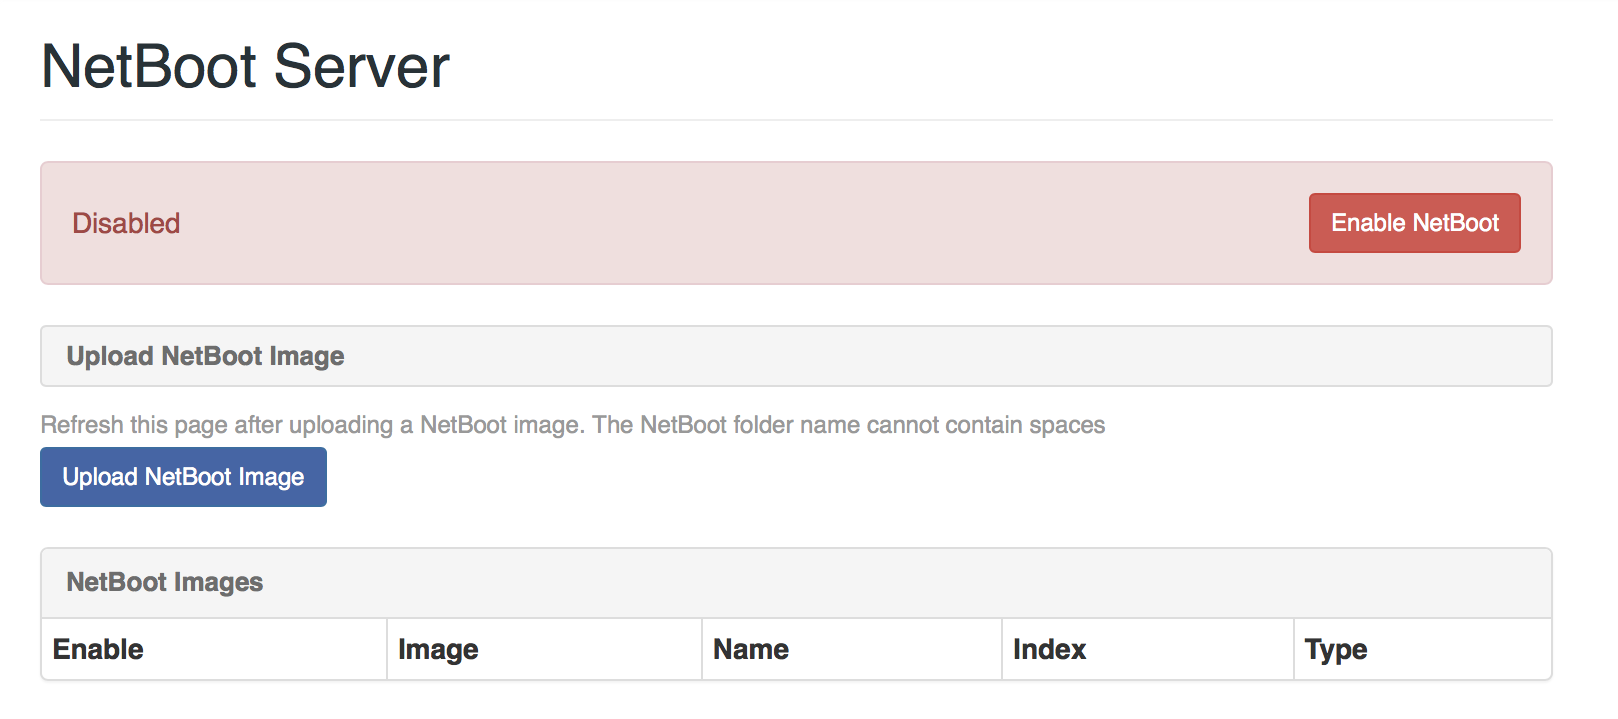 NetBoot Server
Disabled
Enable NetBoot
Upload NetBoot Image
Refresh this page after uploading a NetBoot image. The NetBoot folder name cannot contain spaces
Upload NetBoot Image
NetBoot Images
Enable Image Name Index Type